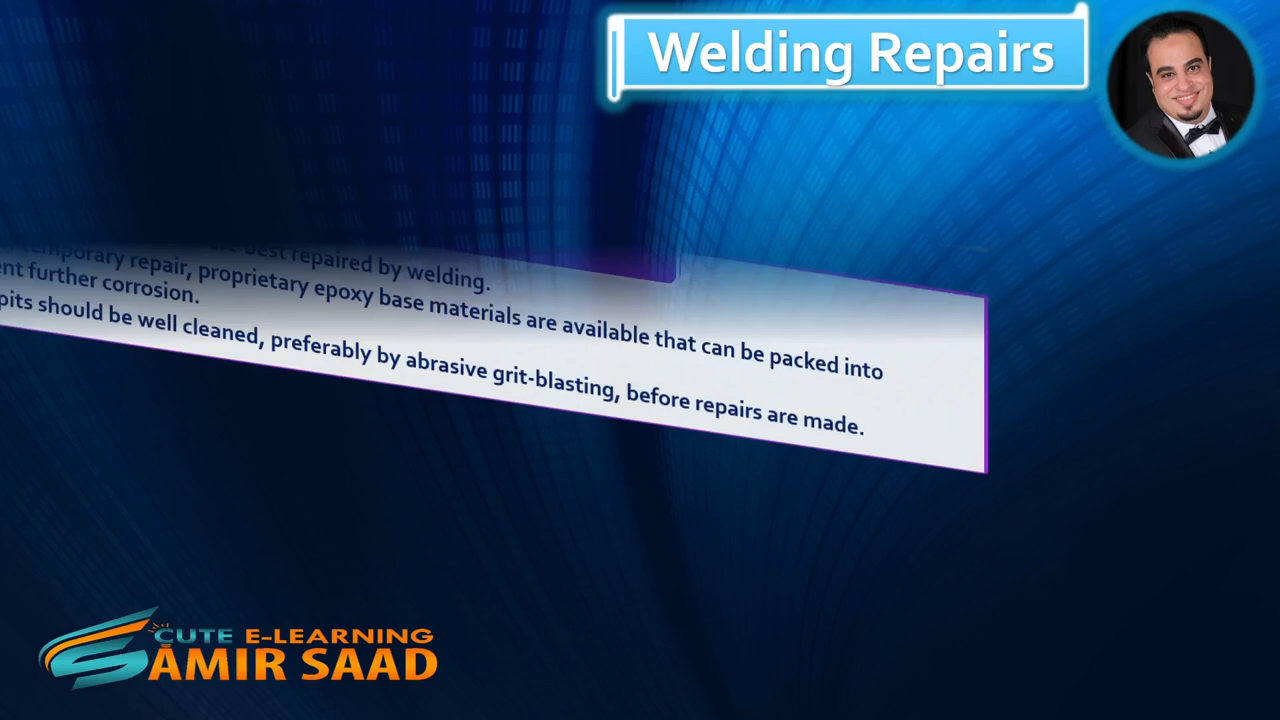 Welding Repairs
best repaired by welding.
temporary repair, proprietary epoxy base materials are available that can be packed into
ent further corrosion.
pits should be well cleaned, preferably by abrasive grit-blasting, before repairs are made.
CUTE E-LEARNING
AMIR SAAD